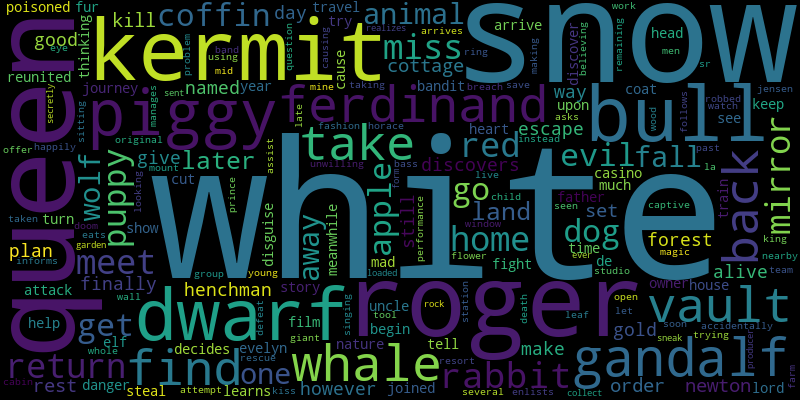 poisoned
fur
kill
coffin
day
travel
try
animal
arrive
work
snow
kermit
good
eye
thinking
arrives
realizes
problem
band
using
mid
ring
question
causing
cause
miss
cottage
making
discover
believing
remaining
sr
men
head
queen
reunited
journey
sent
named
year
manages
mine
taking
bandit
breach
save
way
coat
jensen
robbed
piggy
ferdinand
bull
upon
asks
wood
follows
see
watch
keep
secretly
sitting
offer
happily
original
fashion
horace
late
take
heart
red
escape
instead
evil
fall
past
mirror
wolf
puppy
give
mount
later
assist
unwilling
bass
discovers
white
dog
casino
much
father
la
train
back
taken
turn
eats
looking
cut
prince
apple
form
live
go
child
land
set
captive
plan
doom
garden
informs
meet
show
disguise
meanwhile
away
still
seen
performance
home
window
time
de
forest
magic
king
nearby
attack
wall
finally
group
young
mad
loaded
flower
fight
ever
studio
alive
owner
house
team
help
get
dwarf
henchman
story
roger
station
death
open
vault
elf
film
uncle
rock
tool
leaf
gold
let
soon
accidentally
whole
decides
evelyn
defeat
giant
singing
begin
tell
make
sneak
trying
return
find
one
rescue
whale
nature
gandalf
cabin
rest
danger
learns
however
joined
rabbit
order
newton
lord
producer
farm
steal
attempt
kiss
resort
several
enlists
collect